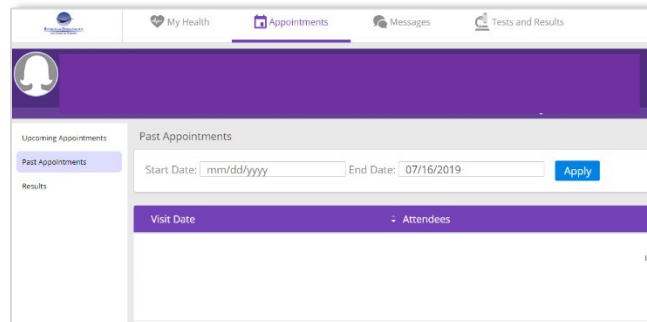 My Health
Appointments
Messages
Tests and Results
Upcoming Appointments
Past Appointments
Results
Past Appointments
Start Date: mm/dd/yyyy End Date: 07/16/2019 Apply
Visit Date Attendees